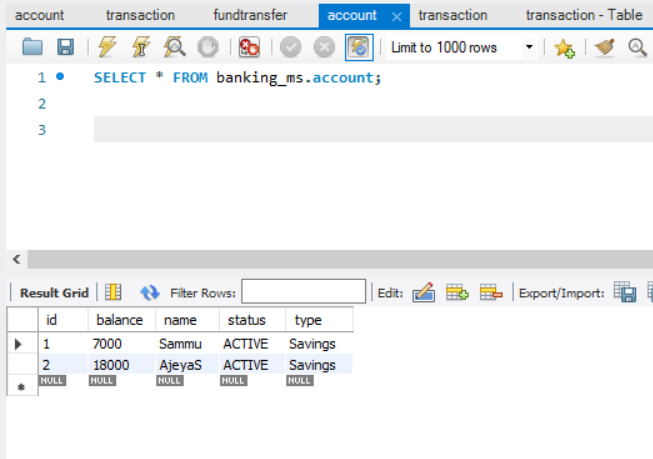 account transaction fundtransfer account × transaction transaction - Table
Limit to 1000 rows
1 SELECT * FROM banking_ms.account;
2
3
Result Grid Filter Rows: Edit: Export/Import:
id balance name status type
1 7000 Sammu ACTIVE Savings
2 18000 AjeyaS ACTIVE Savings
NULL NULL NULL NULL NULL